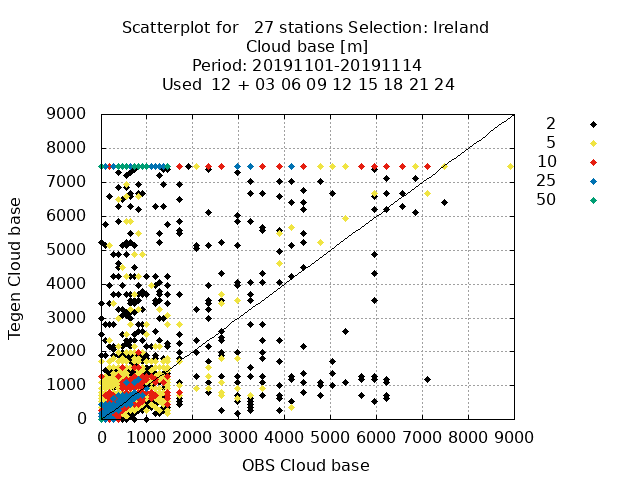 Scatterplot for 27 stations Selection: Ireland
Cloud base [m]
Period: 20191101-20191114
Used 12 + 03 06 09 12 15 18 21 24
9000
8000
7000
6000
5000
4000
3000
2000
1000
0
Tegen Cloud base
0 1000 2000 3000 4000 5000 6000 7000 8000 9000
OBS Cloud base
2
5
10
25
50